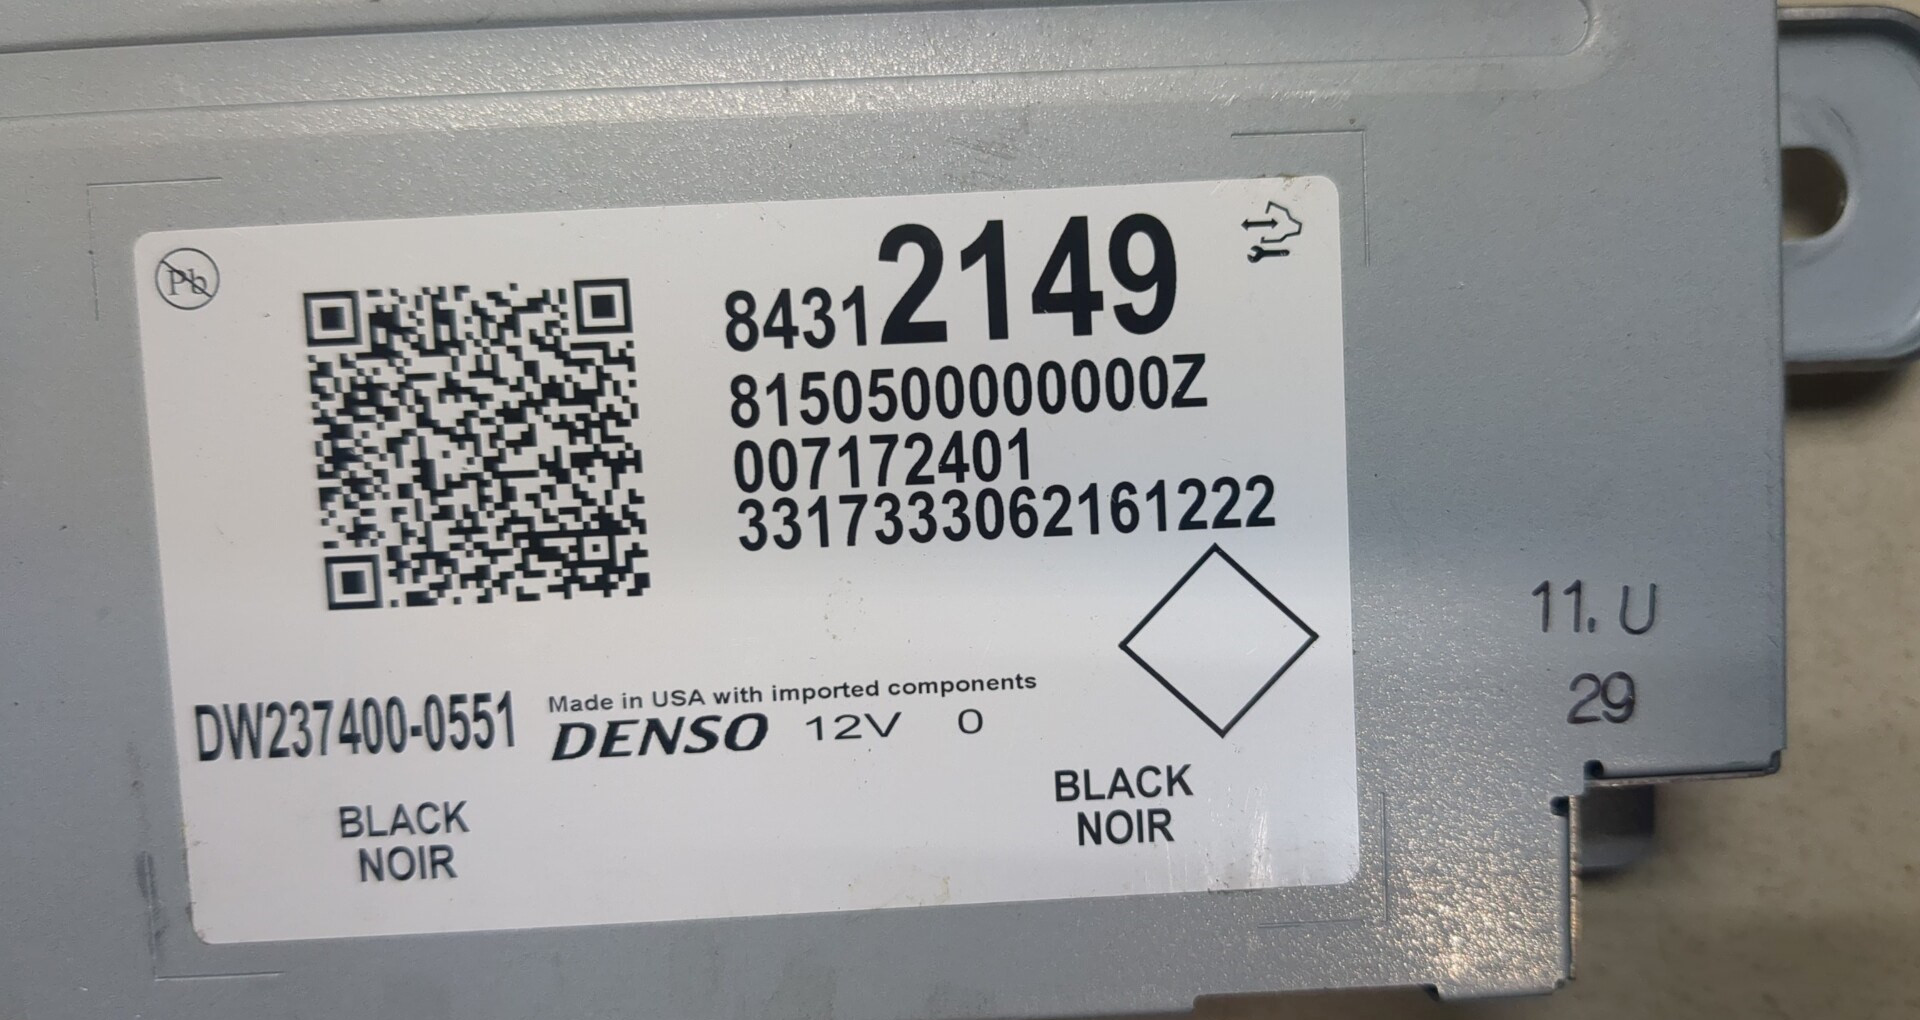 Pb
84312149
8150500000000Z
007172401
3317333062161222
DW237400-0551
Made in USA with imported components
DENSO 12V 0
BLACK
NOIR
BLACK
NOIR
11. U
29